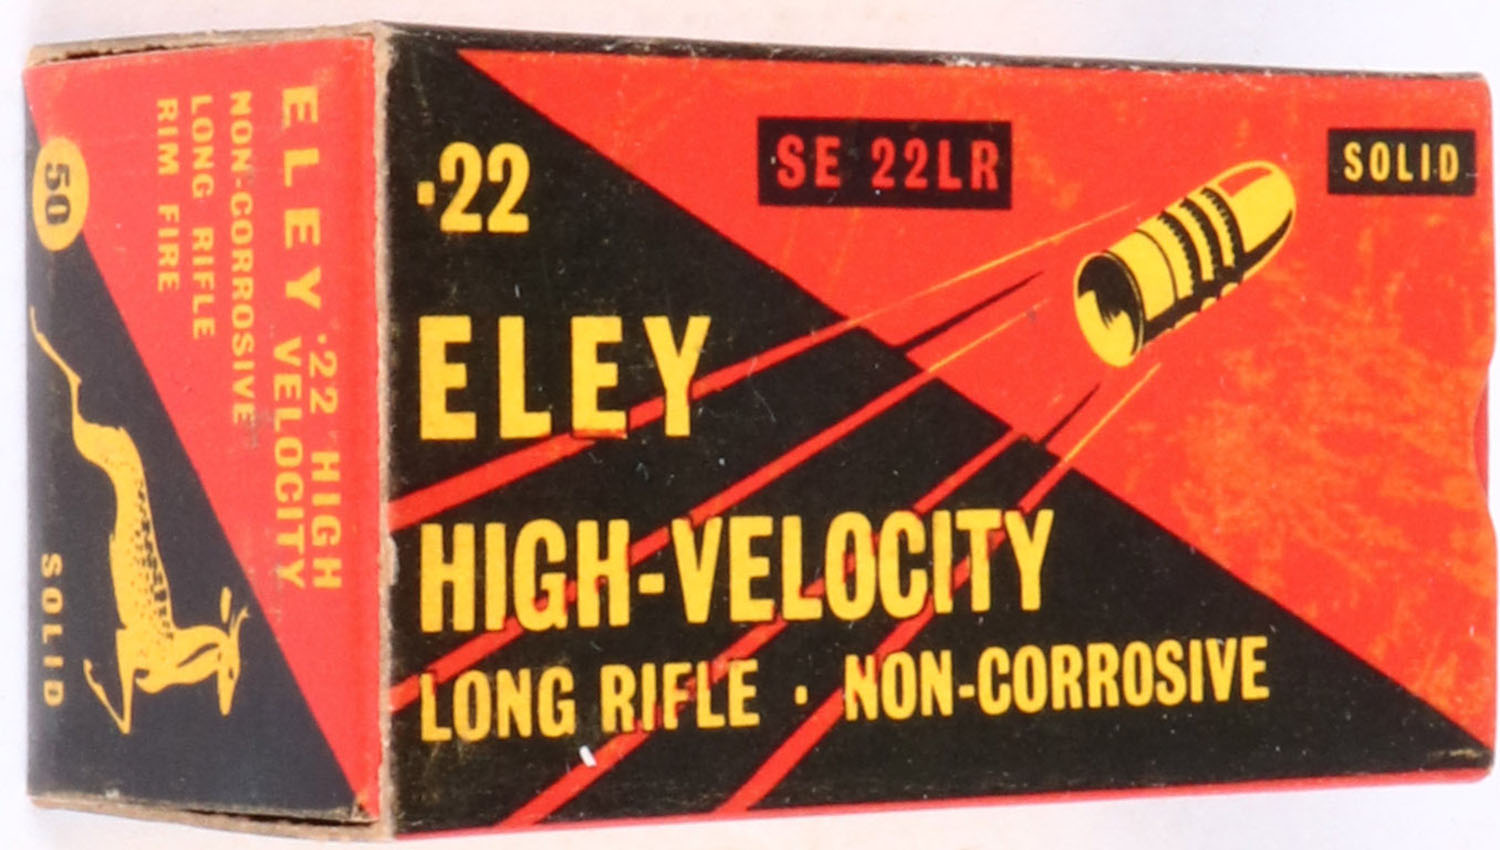 .22
SE 22LR
SOLID
ELEY
HIGH-VELOCITY
LONG RIFLE · NON-CORROSIVE
ELEY .22 HIGH VELOCITY
NON-CORROSIVE
LONG RIFLE
RIM FIRE
50
SOLID